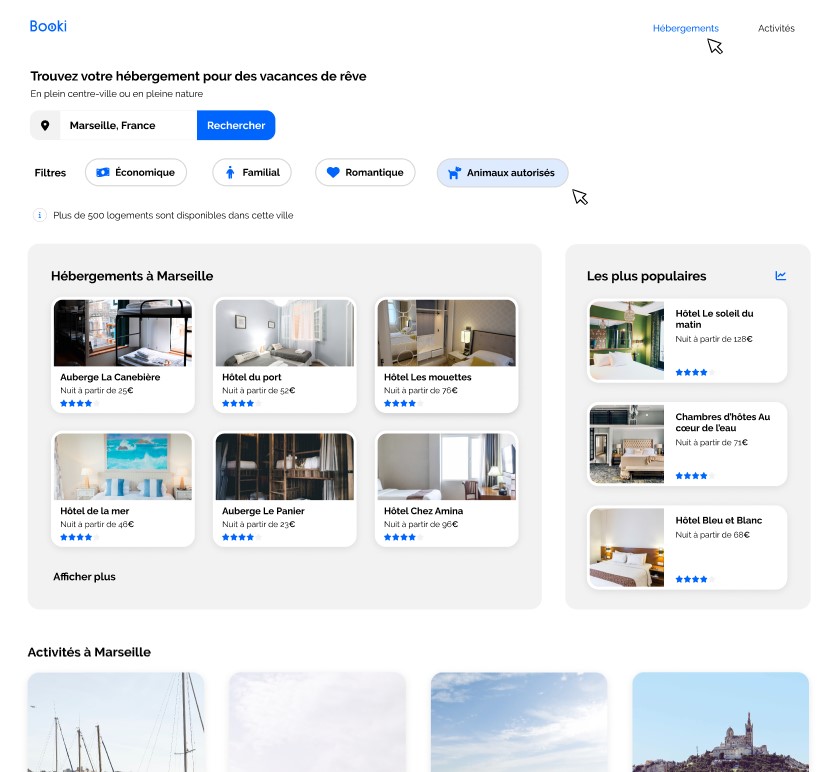 Booki
Hébergements
Activités
Trouvez votre hébergement pour des vacances de rêve
En plein centre-ville ou en pleine nature
Marseille, France
Rechercher
Filtres
Économique
Familial
Romantique
Animaux autorisés
i
Plus de 500 logements sont disponibles dans cette ville
Hébergements à Marseille
Auberge La Canebière
Nuit à partir de 25€
Hôtel du port
Nuit à partir de 52€
Hôtel Les mouettes
Nuit à partir de 76€
Hôtel de la mer
Nuit à partir de 46€
Auberge Le Panier
Nuit à partir de 23€
Hôtel Chez Amina
Nuit à partir de 96€
Afficher plus
Les plus populaires
Hôtel Le soleil du
matin
Nuit à partir de 128€
Chambres d'hôtes Au
cœur de l'eau
Nuit à partir de 71€
Hôtel Bleu et Blanc
Nuit à partir de 68€
Activités à Marseille